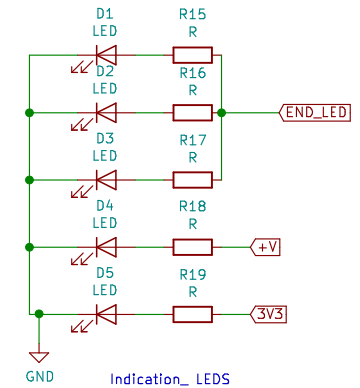 D1 R15
LED R
D2 R16
LED R
END_LED
D3 R17
LED R
D4 R18
LED R
+V
D5 R19
LED R
3V3
GND
Indication_ LEDS